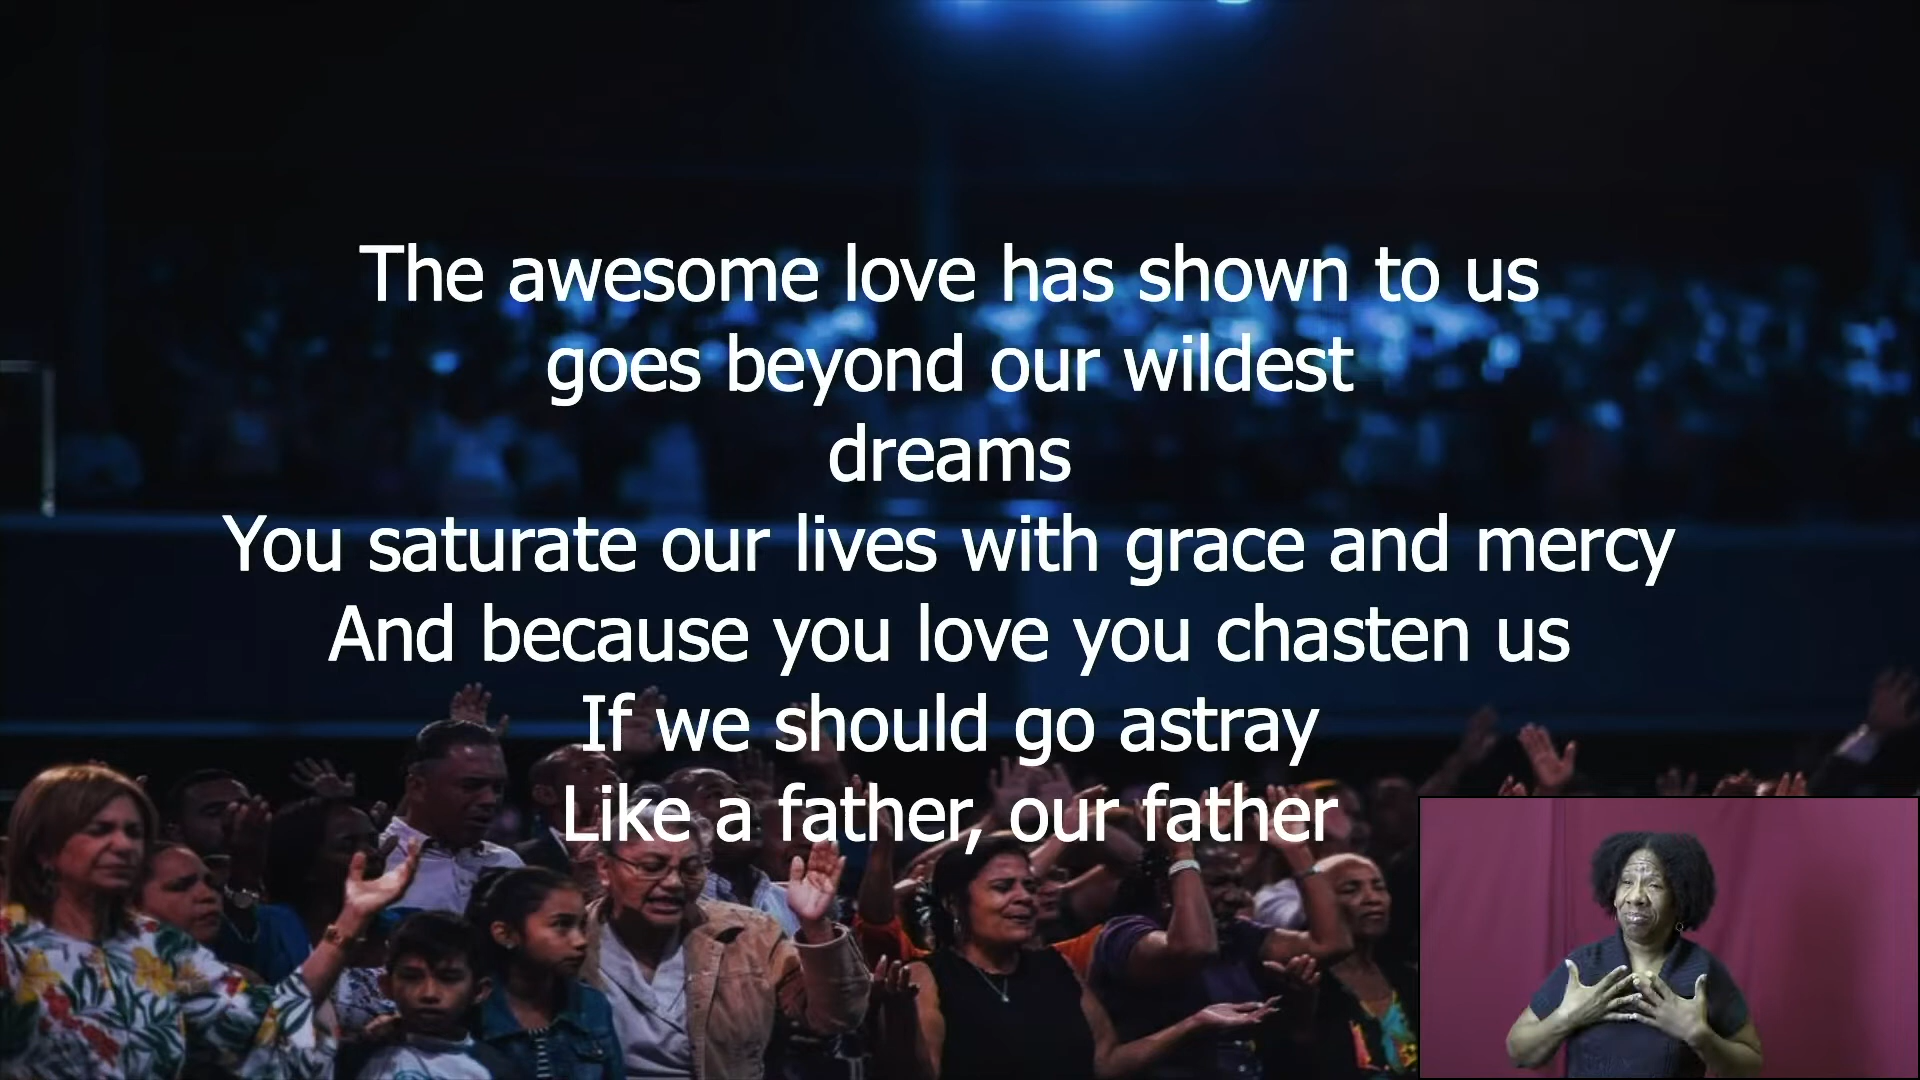 The awesome love has shown to us
goes beyond our wildest
dreams
You saturate our lives with grace and mercy
And because you love you chasten us
If we should go astray
Like a father, our father